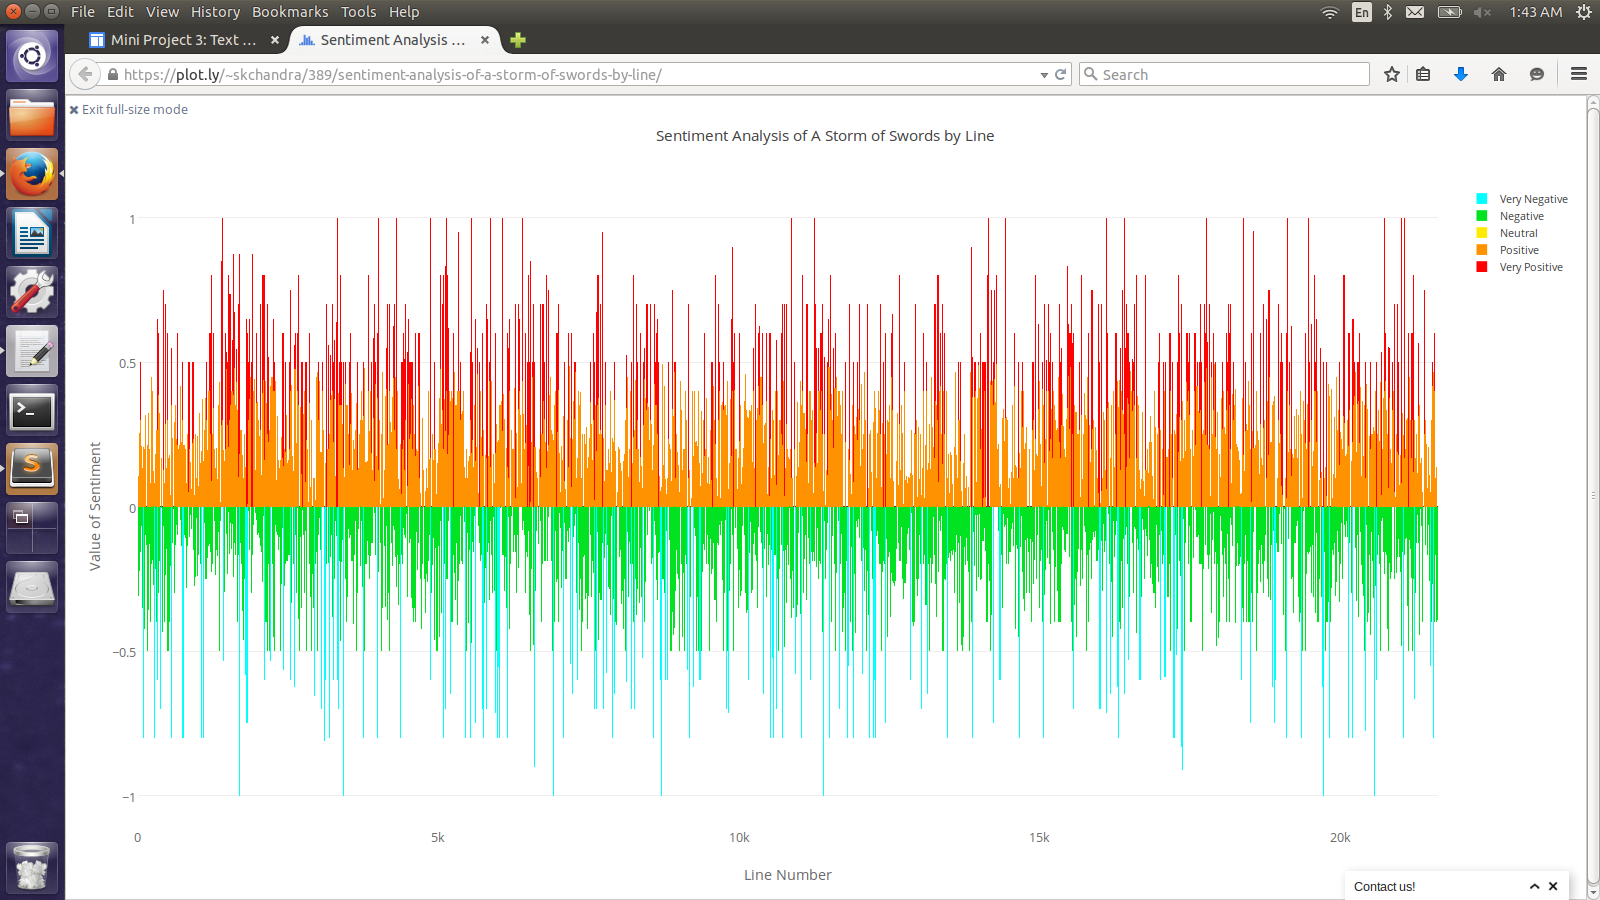 File Edit View History Bookmarks Tools Help
En
1:43 AM
Mini Project 3: Text ...
Sentiment Analysis ...
https://plot.ly/~skchandra/389/sentiment-analysis-of-a-storm-of-swords-by-line/
Search
Exit full-size mode
Sentiment Analysis of A Storm of Swords by Line
Very Negative
Negative
Neutral
Positive
Very Positive
1
0.5
0
−0.5
−1
Value of Sentiment
0 5k 10k 15k 20k
Line Number
Contact us!